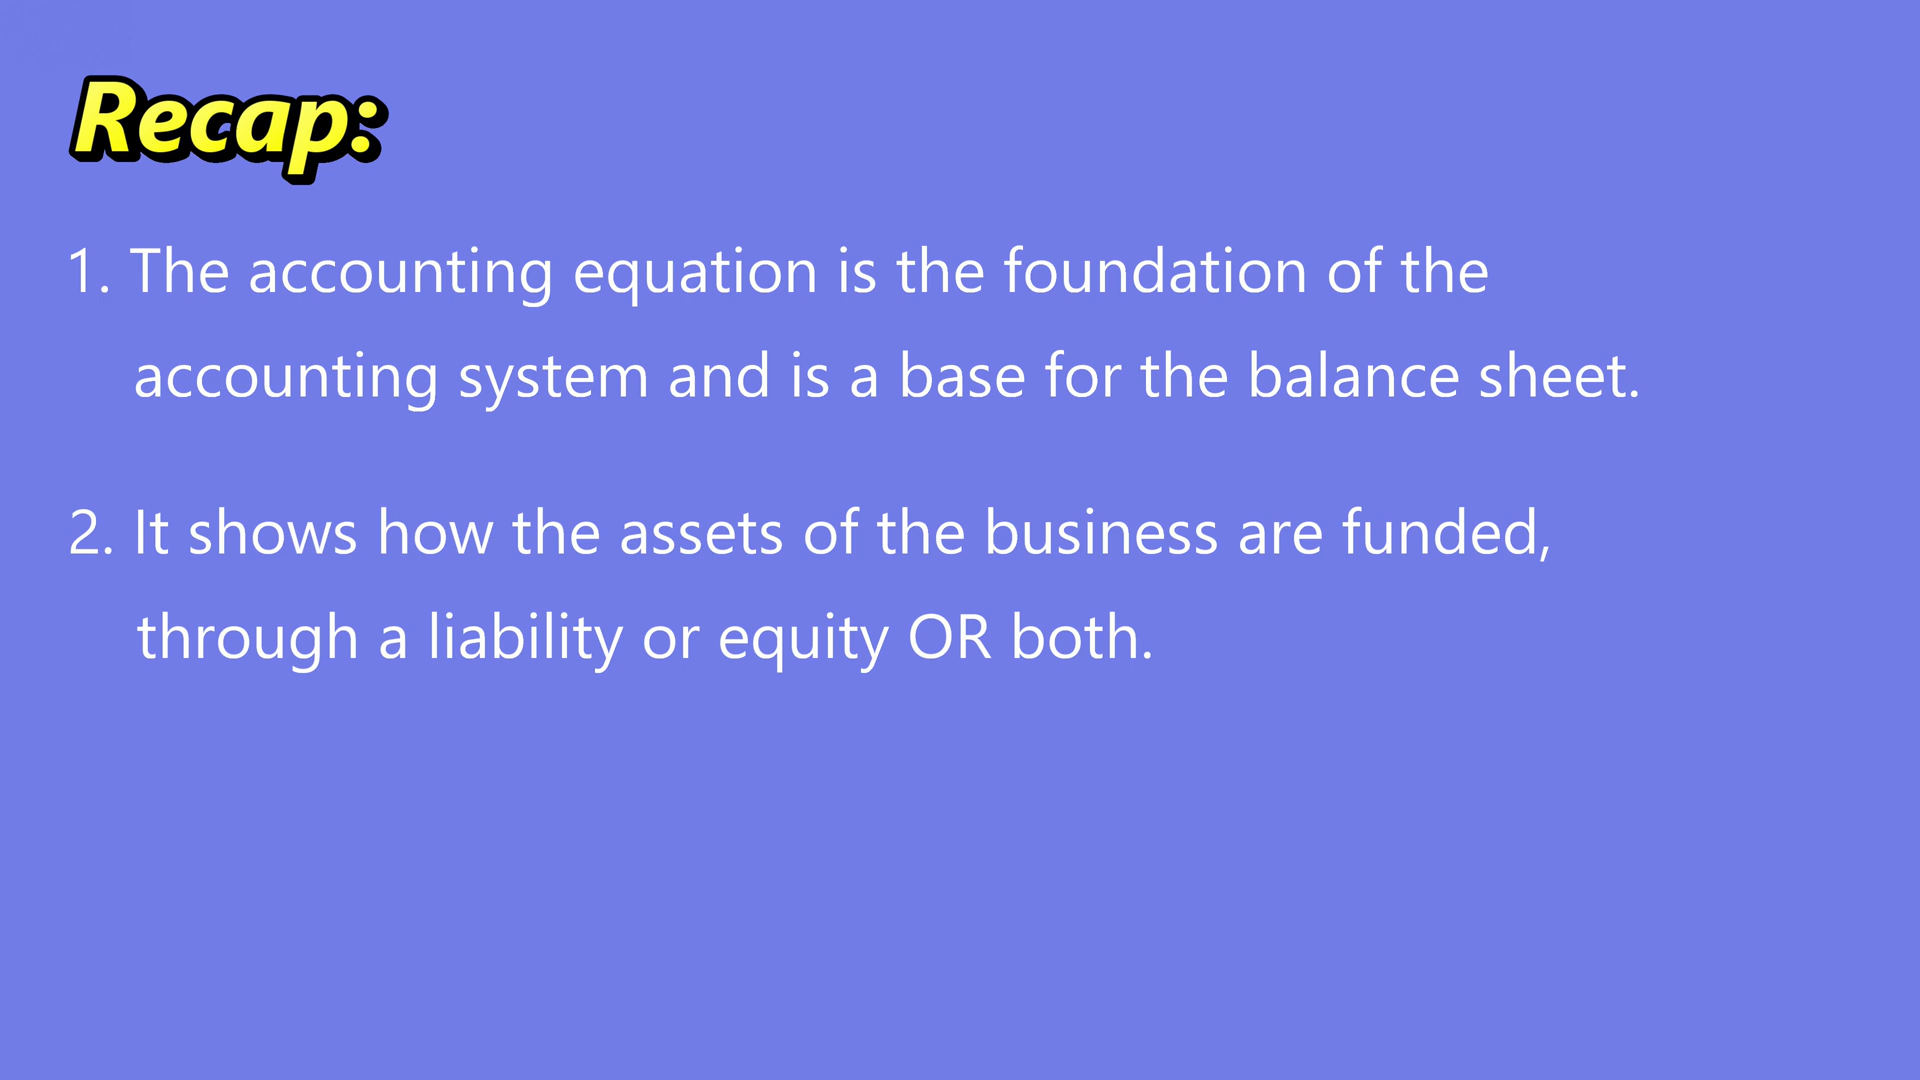 Recap:
1. The accounting equation is the foundation of the
accounting system and is a base for the balance sheet.
2. It shows how the assets of the business are funded,
through a liability or equity OR both.